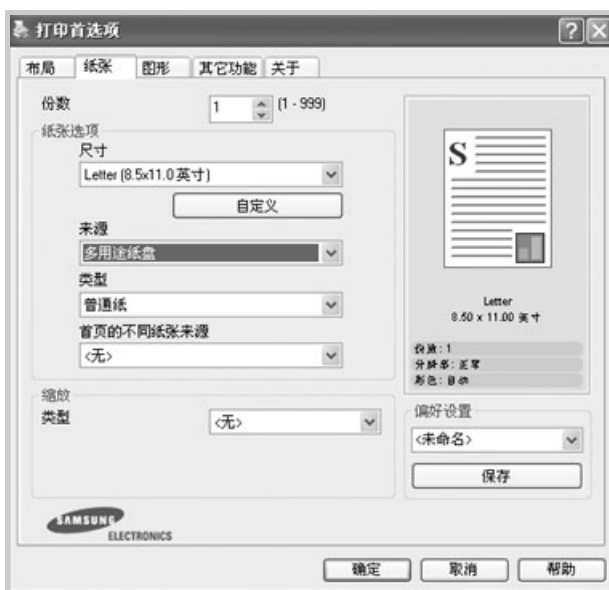 打印首选项
布局 纸张 图形 其它功能 关于
份数 1 (1 - 999)
纸张选项
尺寸
Letter (8.5x11.0 英寸)
自定义
来源
多用途纸盘
类型
普通纸
首页的不同纸张来源
<无>
缩放
类型 <无>
S
Letter
8.50 x 11.00 英寸
份数: 1
分辨率: 正常
彩色: 自动
偏好设置
<未命名>
保存
SAMSUNG
ELECTRONICS
确定 取消 帮助